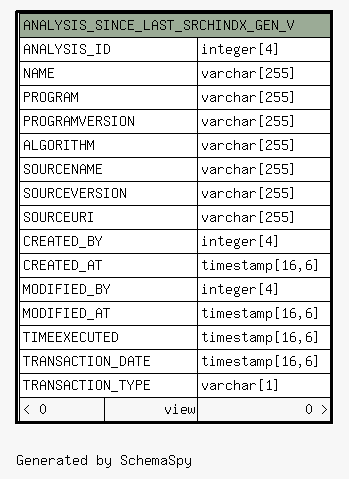 ANALYSIS_SINCE_LAST_SRCHINDX_GEN_V
ANALYSIS_ID integer[4]
NAME varchar[255]
PROGRAM varchar[255]
PROGRAMVERSION varchar[255]
ALGORITHM varchar[255]
SOURCENAME varchar[255]
SOURCEVERSION varchar[255]
SOURCEURI varchar[255]
CREATED_BY integer[4]
CREATED_AT timestamp[16,6]
MODIFIED_BY integer[4]
MODIFIED_AT timestamp[16,6]
TIMEEXECUTED timestamp[16,6]
TRANSACTION_DATE timestamp[16,6]
TRANSACTION_TYPE varchar[1]
< 0 view 0 >
Generated by SchemaSpy